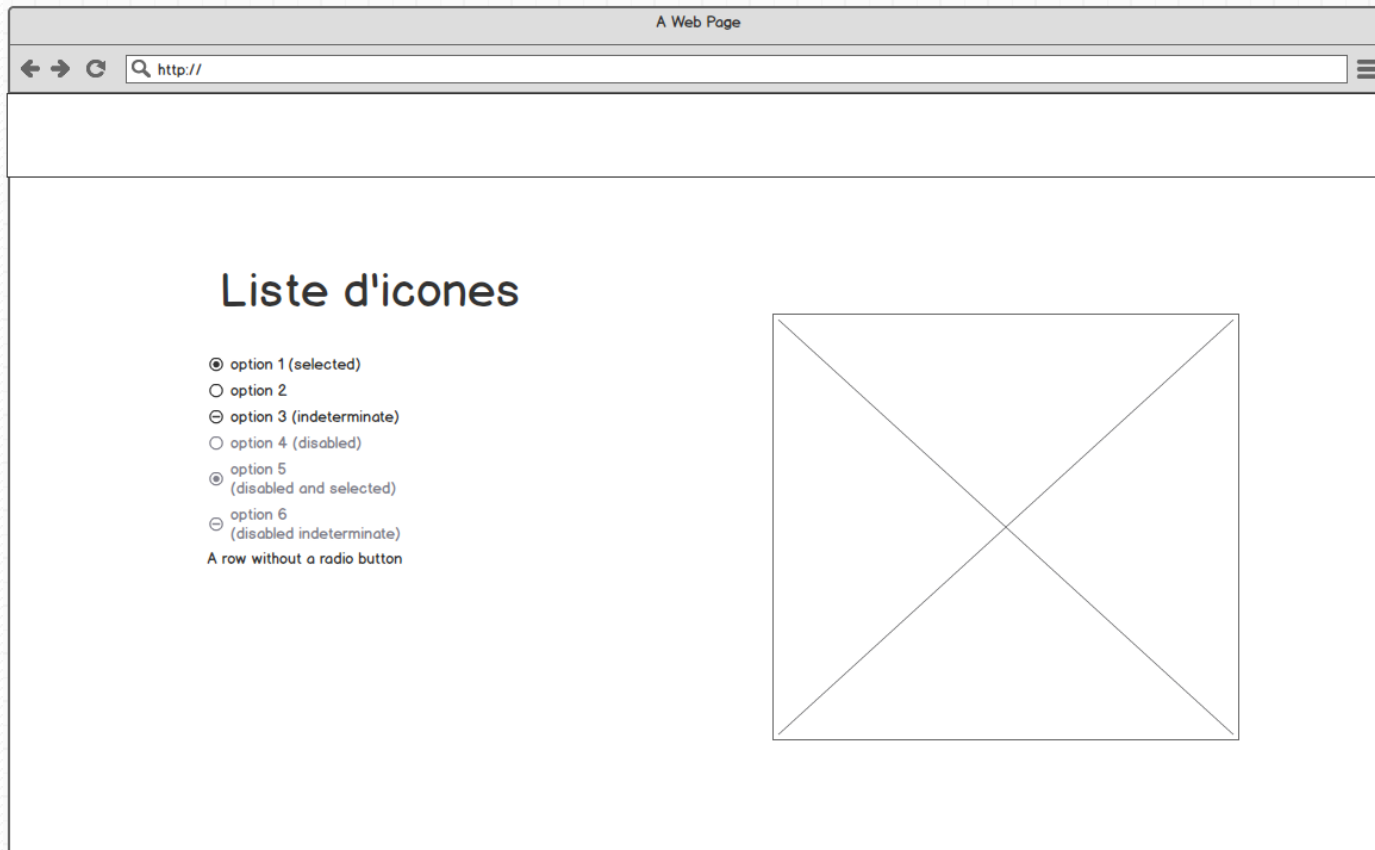 A Web Page
http://
Liste d'icones
option 1 (selected)
option 2
option 3 (indeterminate)
option 4 (disabled)
option 5
(disabled and selected)
option 6
(disabled indeterminate)
A row without a radio button